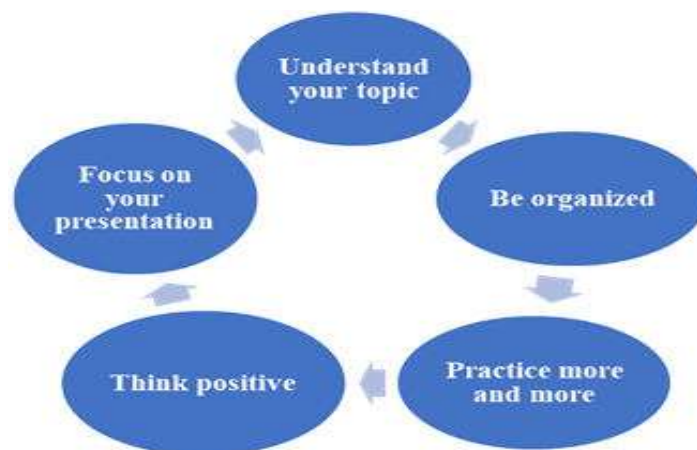 Understand
your topic
Be organized
Practice more
and more
Think positive
Focus on
your
presentation